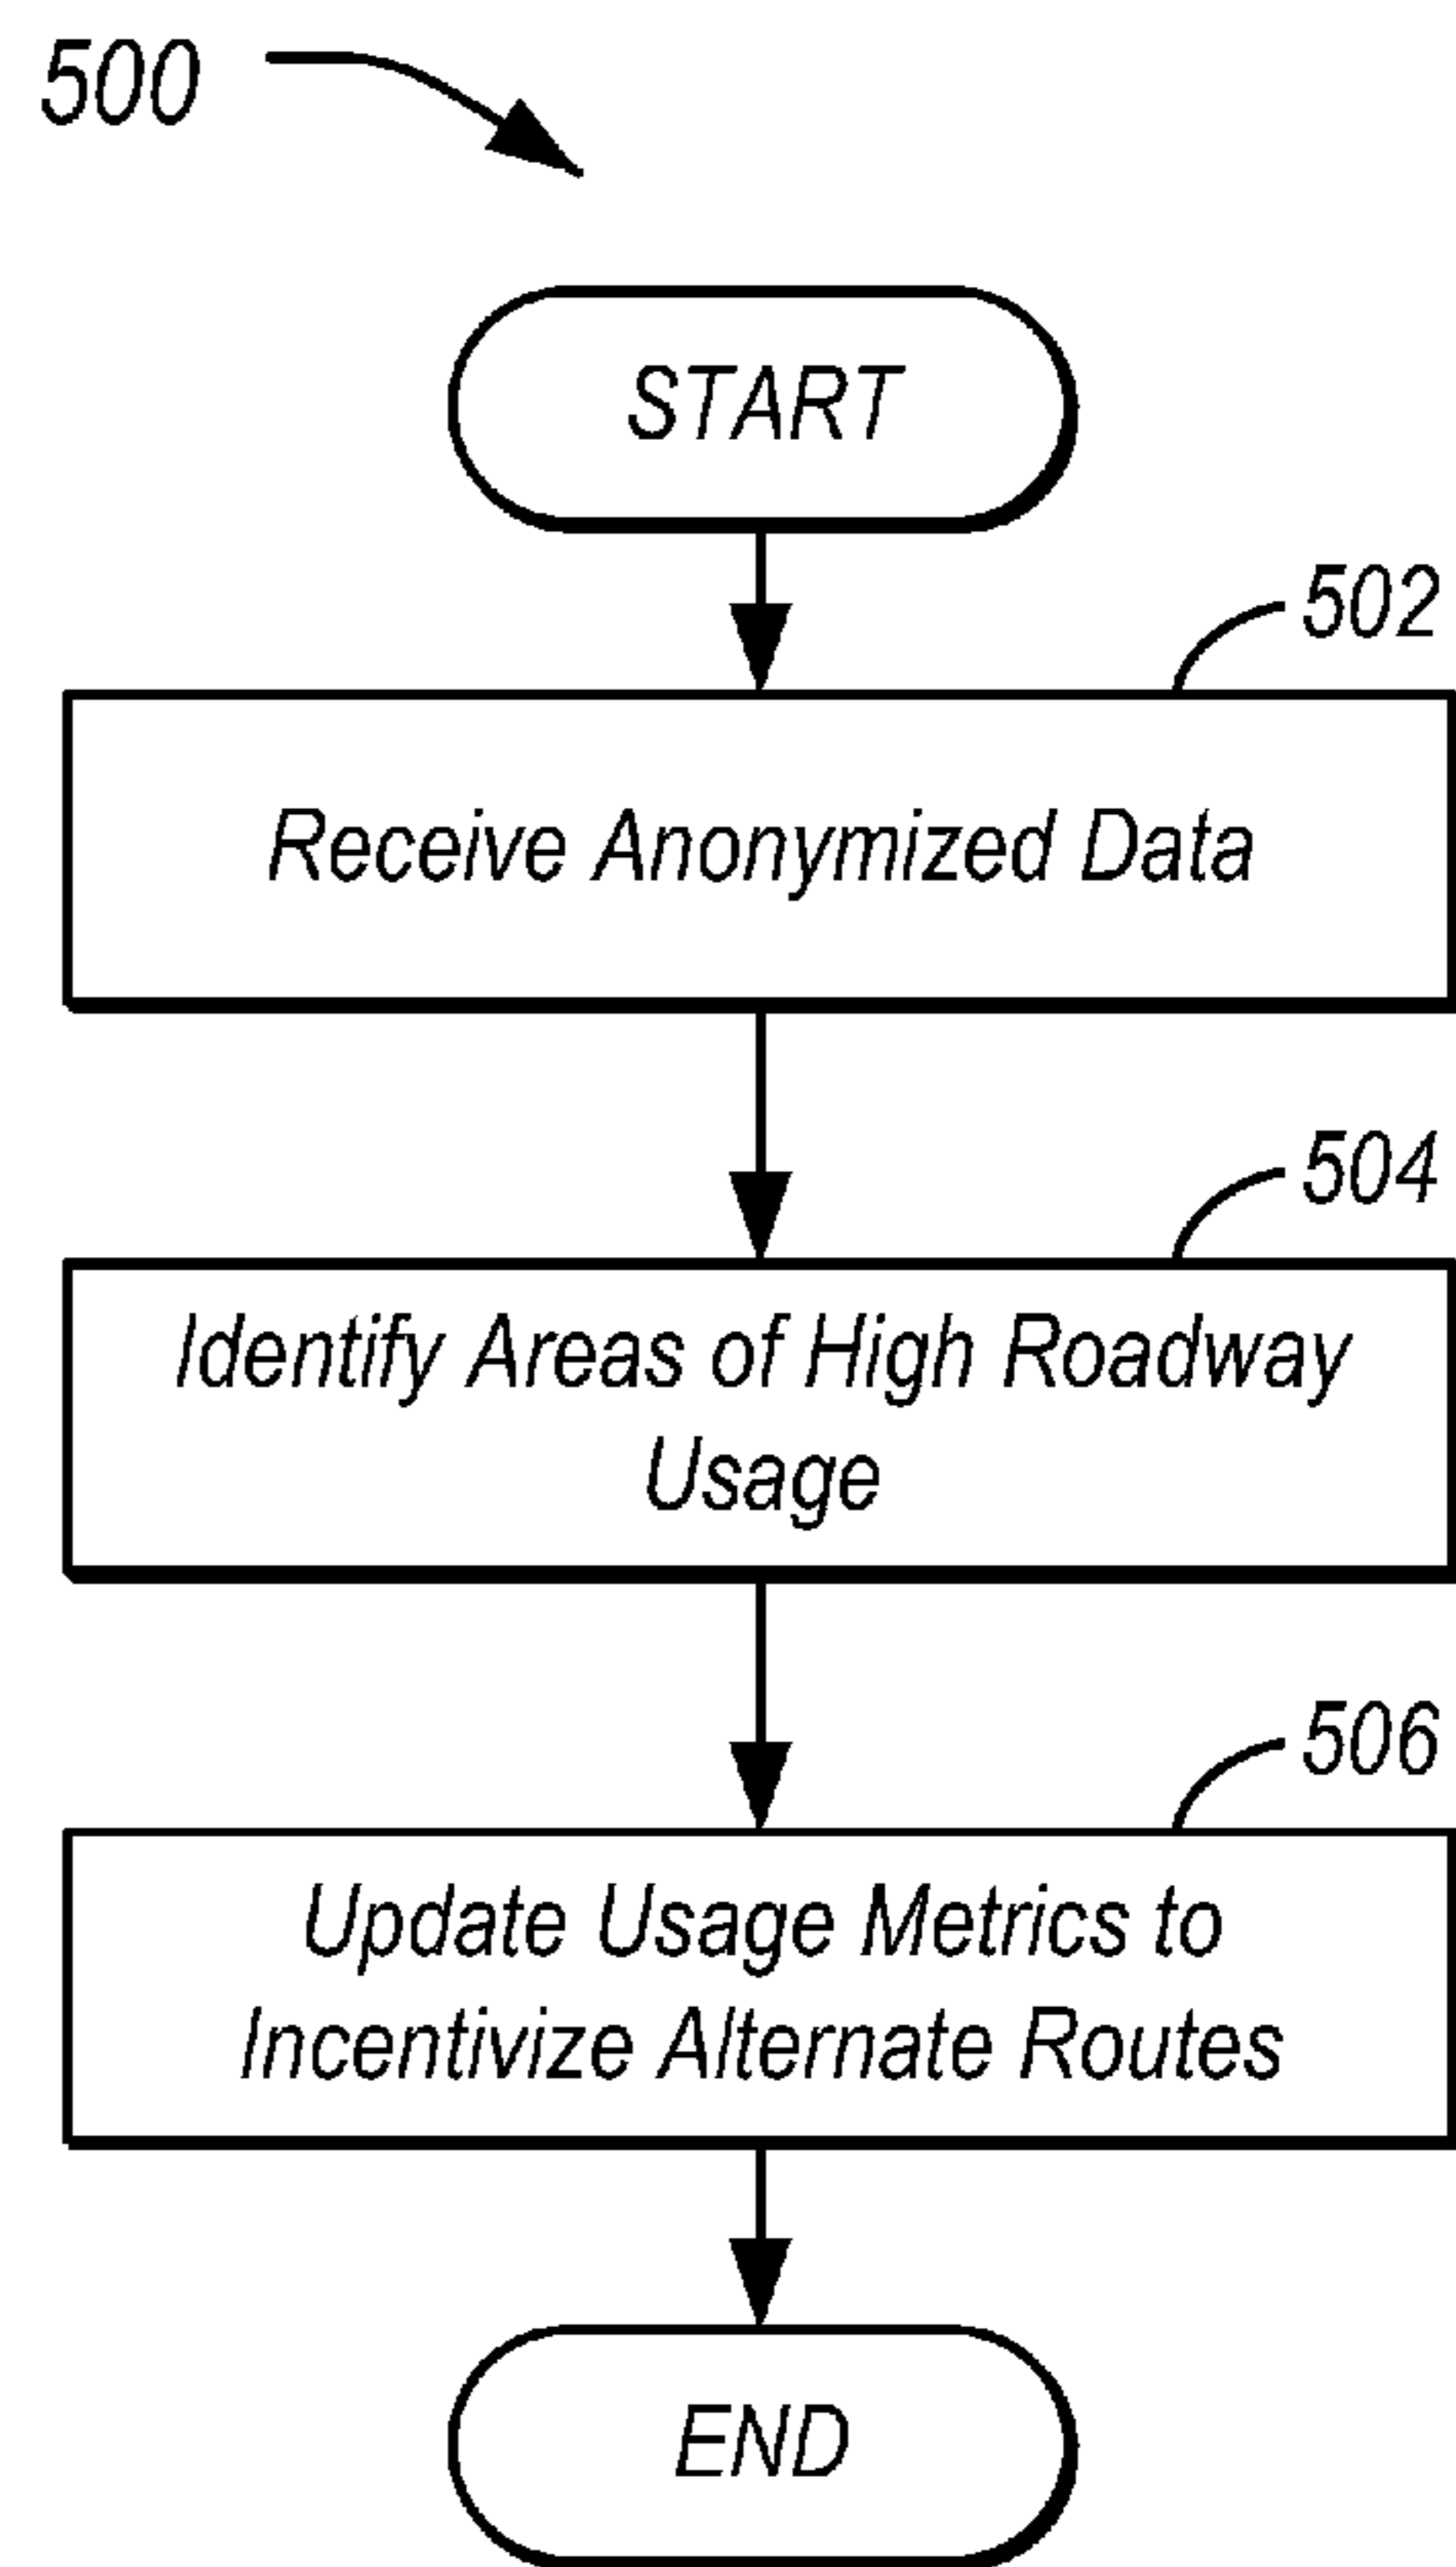 500
START
502
Receive Anonymized Data
504
Identify Areas of High Roadway
Usage
506
Update Usage Metrics to
Incentivize Alternate Routes
END